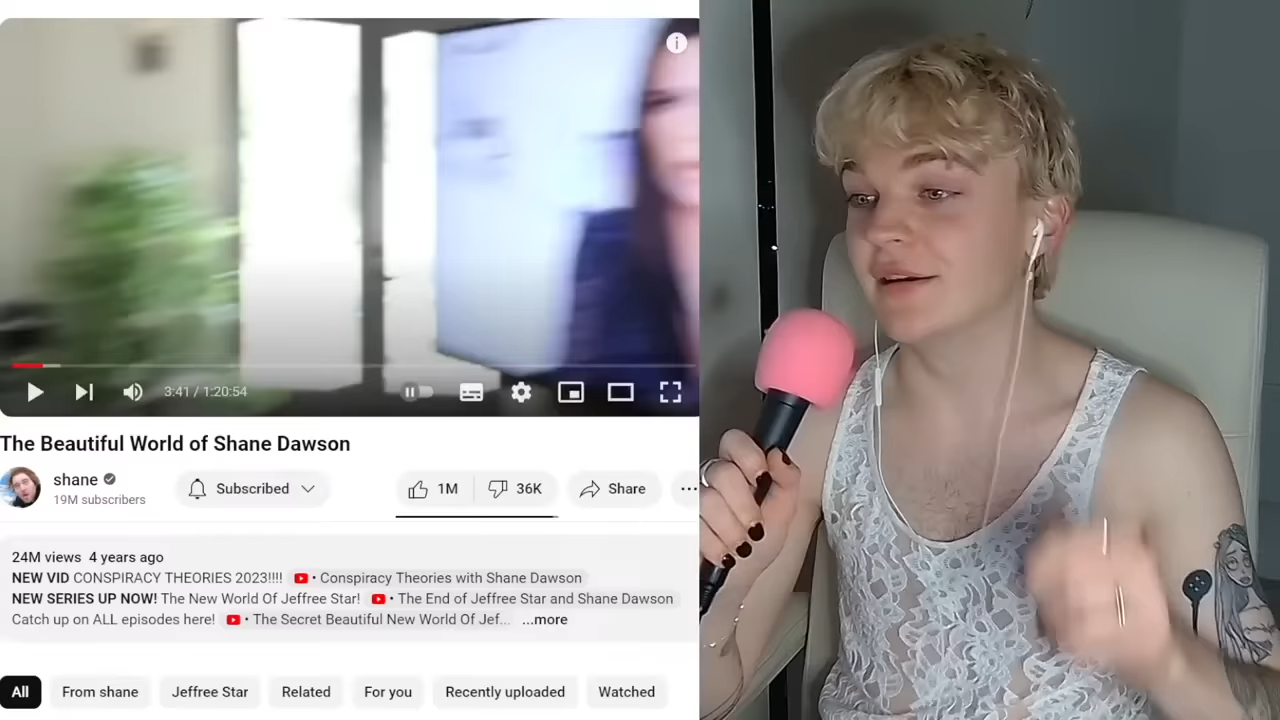 3:41 / 1:20:54
The Beautiful World of Shane Dawson
shane
19M subscribers
Subscribed
1M
36K
Share
24M views 4 years ago
NEW VID CONSPIRACY THEORIES 2023!!!! • Conspiracy Theories with Shane Dawson
NEW SERIES UP NOW! The New World Of Jeffree Star! • The End of Jeffree Star and Shane Dawson
Catch up on ALL episodes here! • The Secret Beautiful New World Of Jef... ...more
All From shane Jeffree Star Related For you Recently uploaded Watched